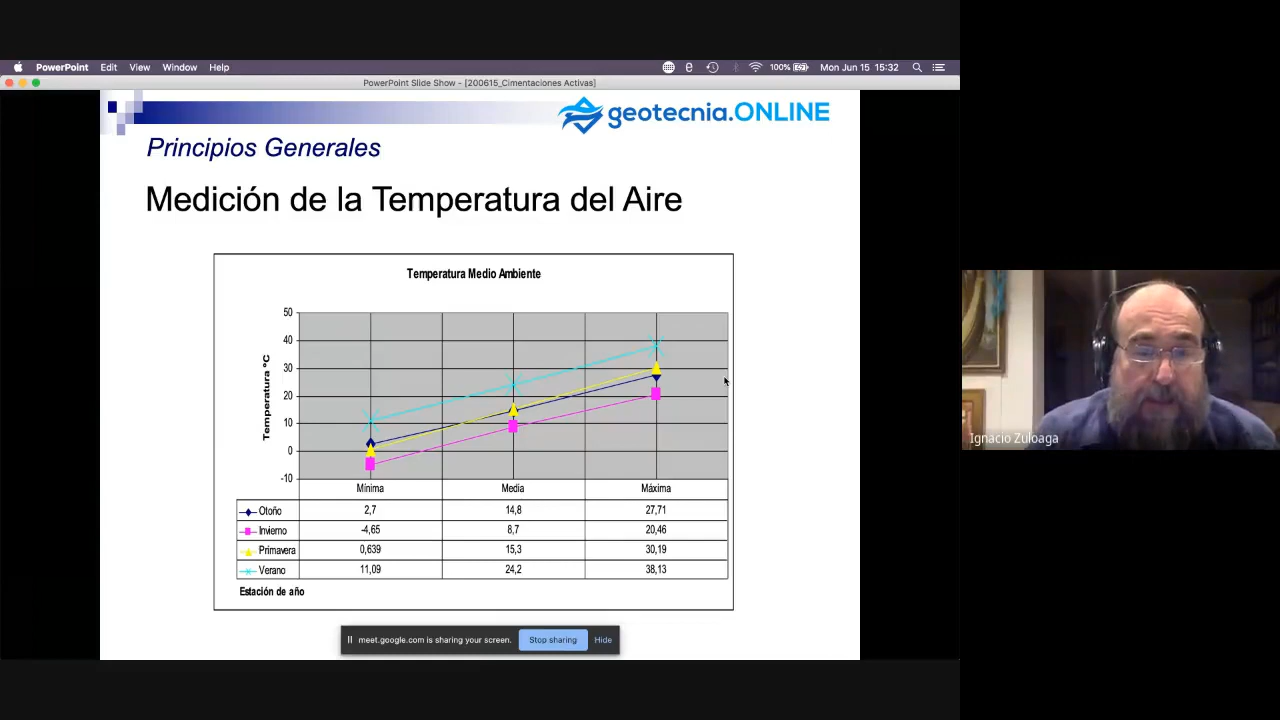 PowerPoint Edit View Window Help 100% Mon Jun 15 15:32
PowerPoint Slide Show - [200615_Cimentaciones Activas]
geotecnia.ONLINE
Principios Generales
Medición de la Temperatura del Aire
Temperatura Medio Ambiente
Temperatura ºC
50
40
30
20
10
0
-10
Mínima Media Máxima
Otoño 2,7 14,8 27,71
Invierno -4,65 8,7 20,46
Primavera 0,639 15,3 30,19
Verano 11,09 24,2 38,13
Estación de año
meet.google.com is sharing your screen. Stop sharing Hide
Ignacio Zuloaga